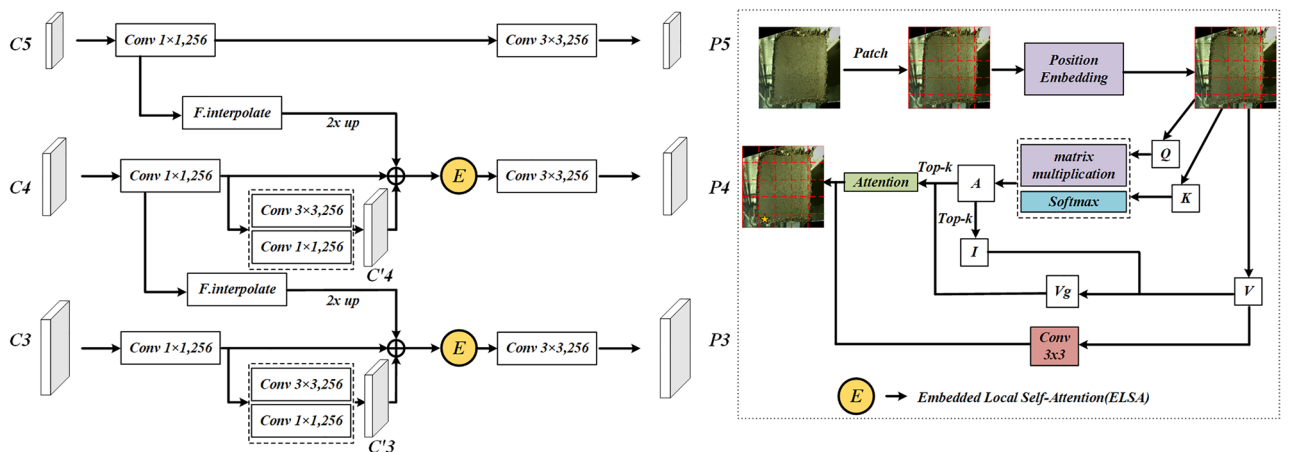 C5
Conv 1×1,256
Conv 3×3,256
P5
F.interpolate
2x up
C4
Conv 1×1,256
E
Conv 3×3,256
P4
Conv 3×3,256
Conv 1×1,256
C'4
F.interpolate
2x up
C3
Conv 1×1,256
E
Conv 3×3,256
P3
Conv 3×3,256
Conv 1×1,256
C'3
Patch
Position
Embedding
Q
matrix
multiplication
Softmax
K
A
Top-k
Attention
Top-k
I
Vg
V
Conv
3x3
E
Embedded Local Self-Attention(ELSA)